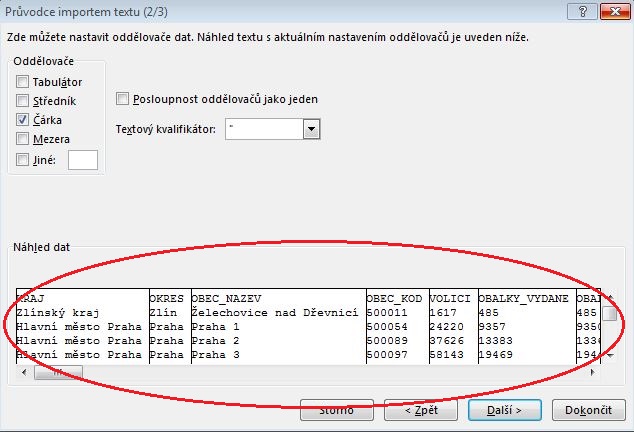 Průvodce importem textu (2/3)
Zde můžete nastavit oddělovače dat. Náhled textu s aktuálním nastavením oddělovačů je uveden níže.
Oddělovače
Tabulátor
Středník
Čárka
Mezera
Jiné:
Posloupnost oddělovačů jako jeden
Textový kvalifikátor: "
Náhled dat
KRAJ OKRES OBEC_NAZEV OBEC_KOD VOLICI OBALKY_VYDANE OBAL
Zlínský kraj Zlín Želechovice nad Dřevnicí 500011 1617 485 485
Hlavní město Praha Praha Praha 1 500054 24220 9357 9350
Hlavní město Praha Praha Praha 2 500089 37626 13383 1336
Hlavní město Praha Praha Praha 3 500097 58143 19469 194
Storno < Zpět Další > Dokončit